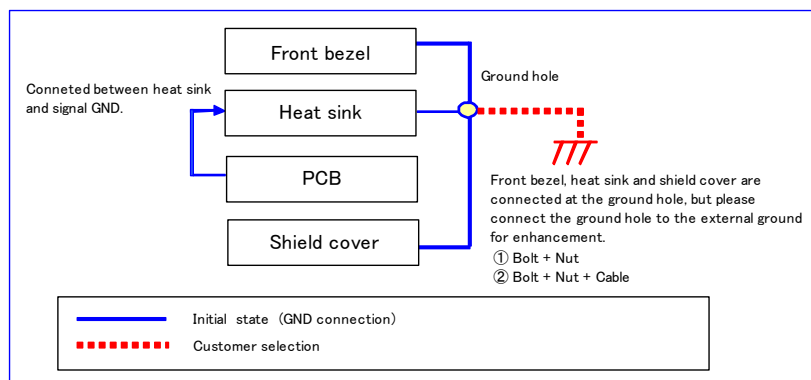 Front bezel
Ground hole
Conneted between heat sink
and signal GND.
Heat sink
PCB
Front bezel, heat sink and shield cover are
connected at the ground hole, but please
connect the ground hole to the external ground
for enhancement.
① Bolt + Nut
② Bolt + Nut + Cable
Shield cover
Initial state (GND connection)
Customer selection